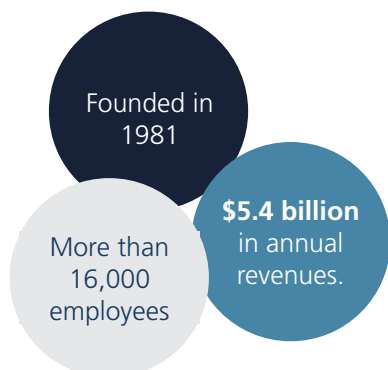 Founded in
1981
$5.4 billion
in annual
revenues.
More than
16,000
employees